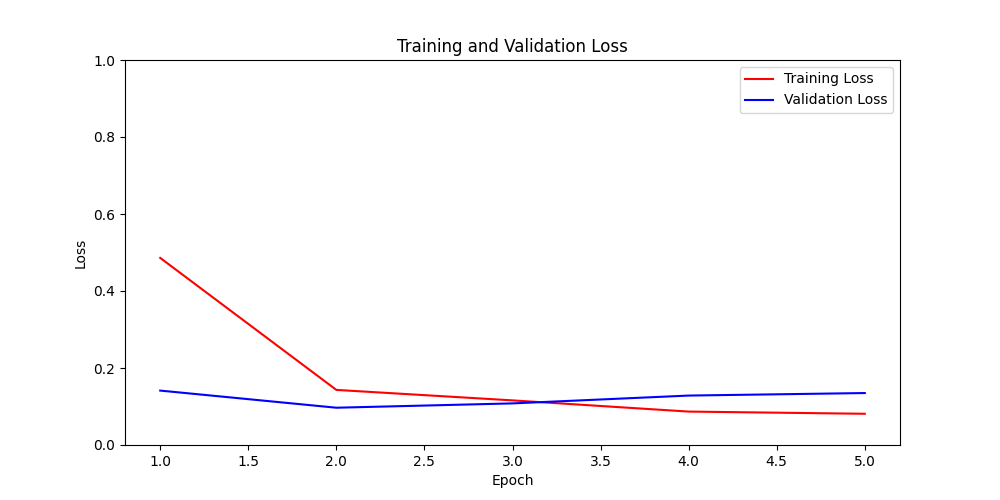 Training and Validation Loss
Training Loss
Validation Loss
1.0
0.8
0.6
0.4
0.2
0.0
Loss
1.0 1.5 2.0 2.5 3.0 3.5 4.0 4.5 5.0
Epoch